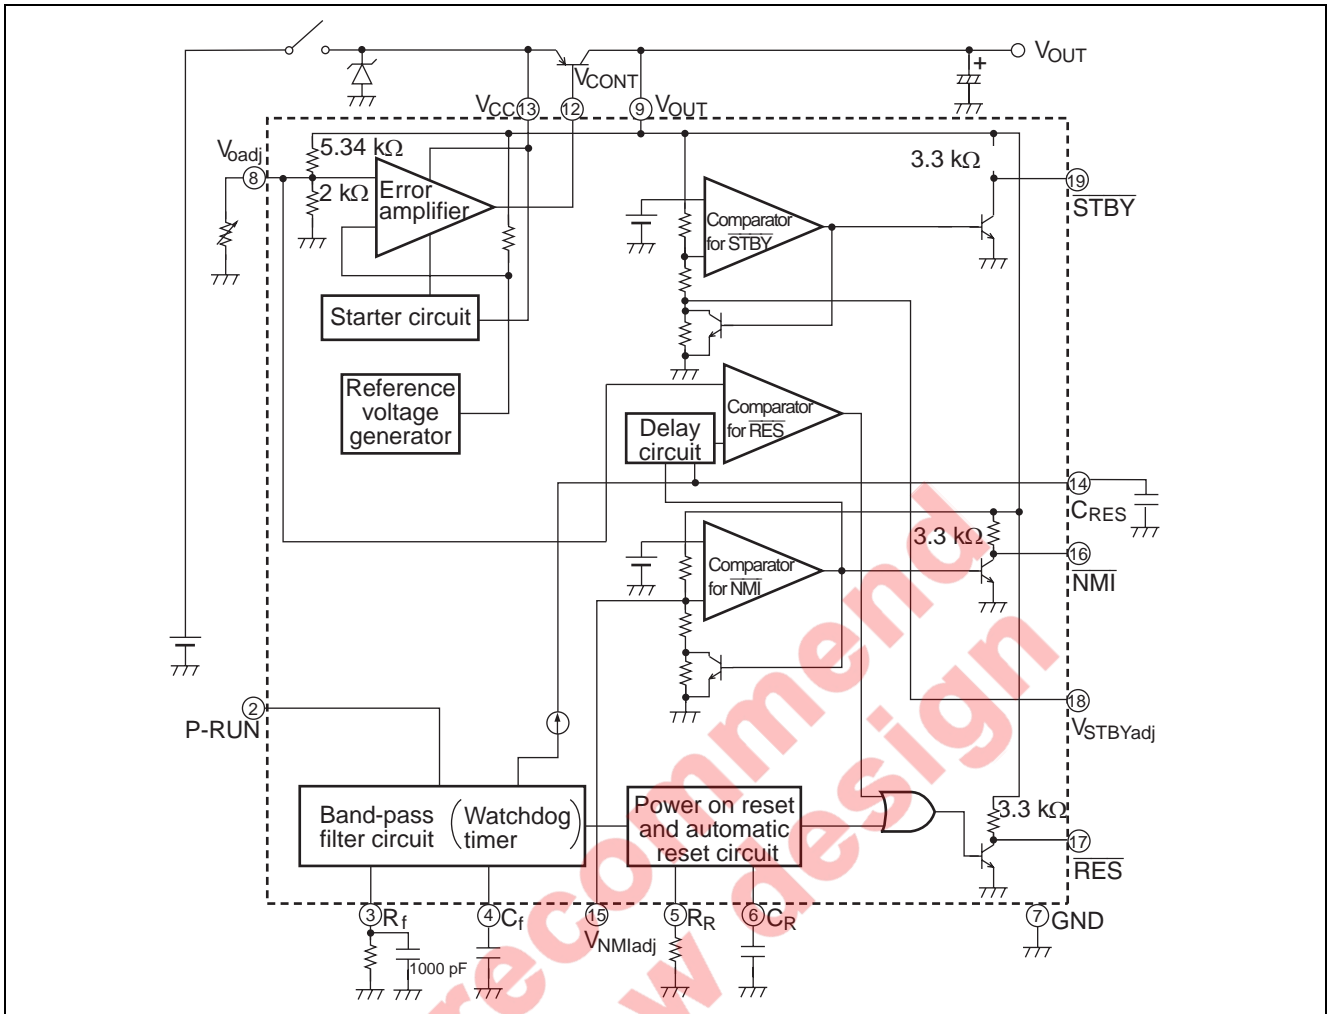 VOUT
VCONT
VCC 13
12
9 VOUT
Voadj
8
5.34 kΩ
2 kΩ
Error
amplifier
Starter circuit
Reference
voltage
generator
Comparator
for STBY
3.3 kΩ
19
STBY
Comparator
for RES
Delay
circuit
14
CRES
3.3 kΩ
16
NMI
Comparator
for NMI
2
P-RUN
18
VSTBYadj
Band-pass
filter circuit
(Watchdog
timer)
Power on reset
and automatic
reset circuit
3.3 kΩ
17
RES
3 Rf
4 Cf
15
VNMIadj
5 RR
6 CR
7 GND
1000 pF
recommend
w design